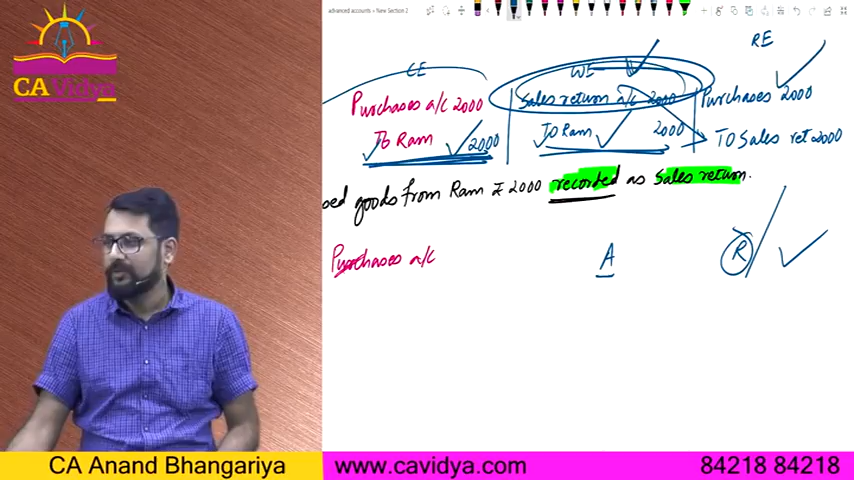 advanced accounts » New Section 2
CA Vidya
CE WE RE
Purchases a/c 2000 Sales return a/c 2000 Purchases 2000
To Ram 2000 To Ram 2000 To Sales ret 2000
sed goods from Ram ₹ 2000 recorded as Sales return.
Purchases a/c A R
CA Anand Bhangariya www.cavidya.com 84218 84218